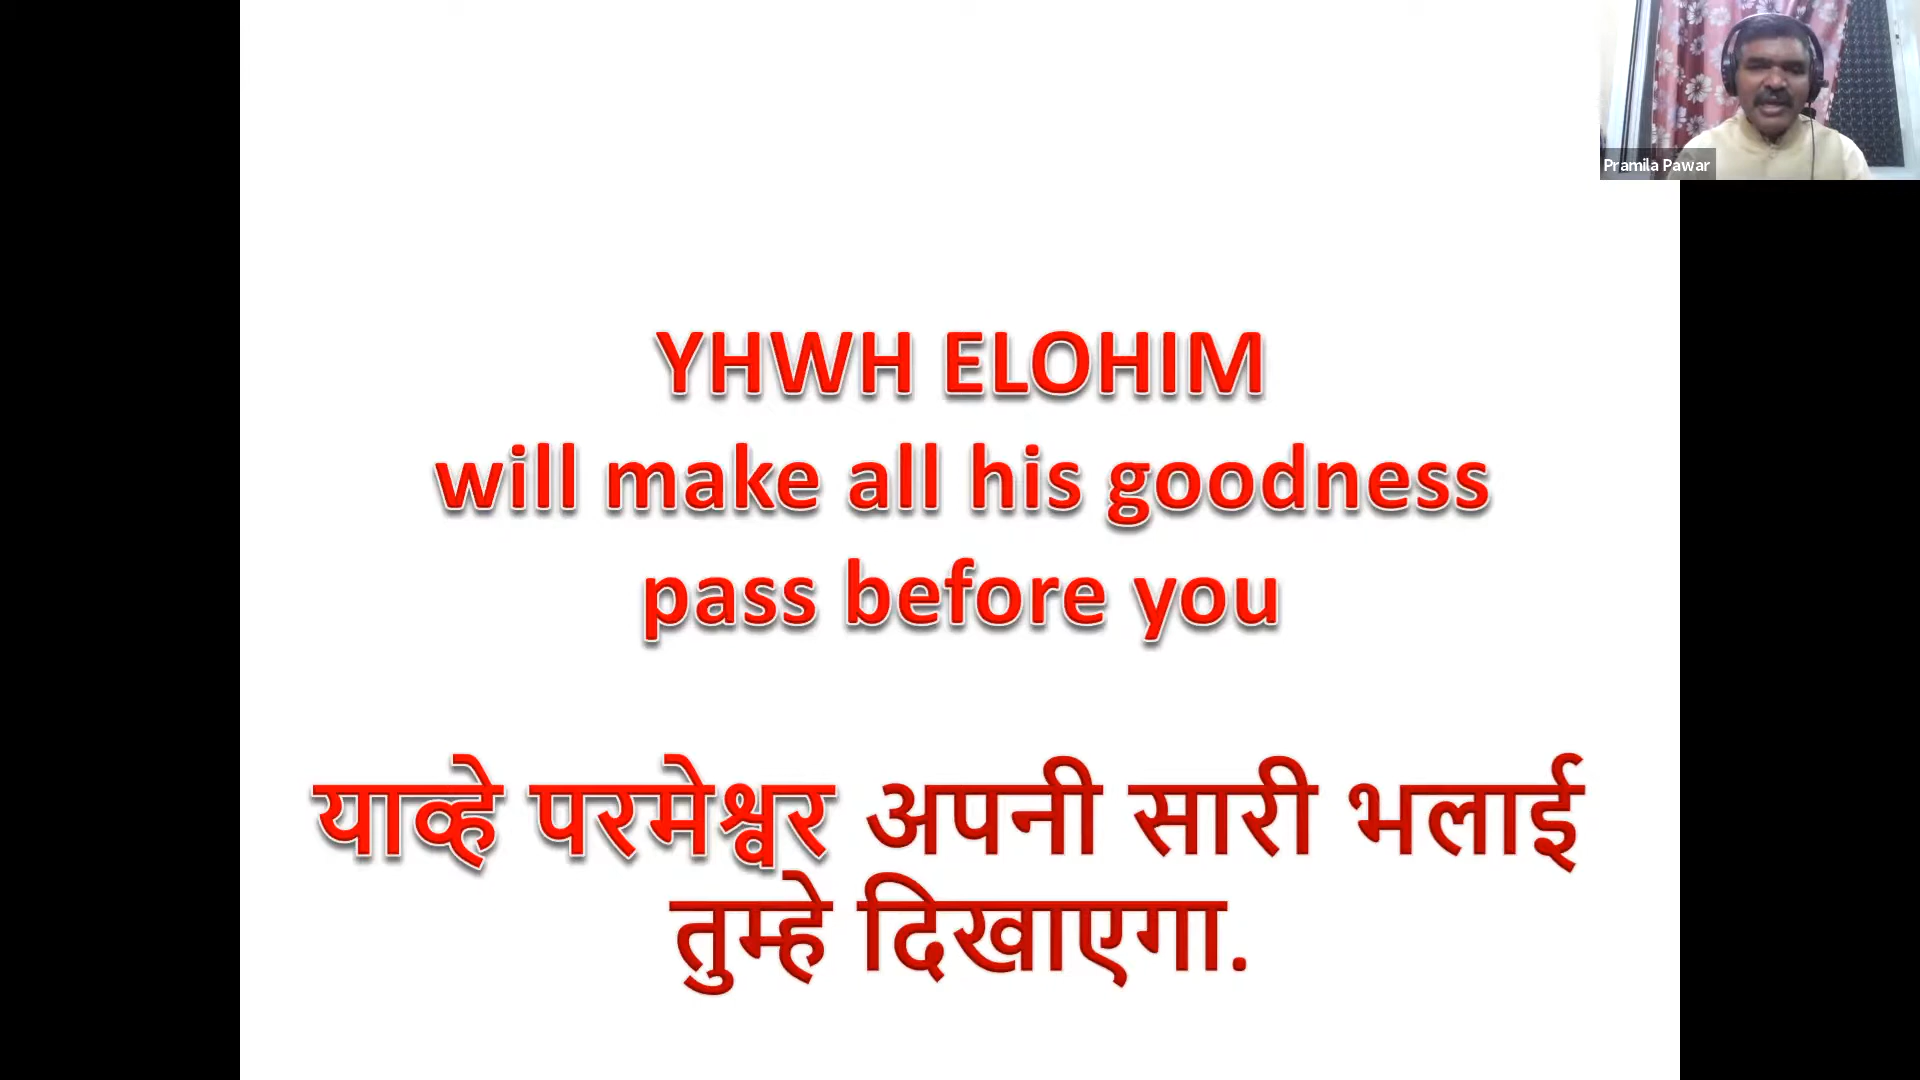 Pramila Pawar
YHWH ELOHIM
will make all his goodness
pass before you
याव्हे परमेश्वर अपनी सारी भलाई
तुम्हे दिखाएगा.